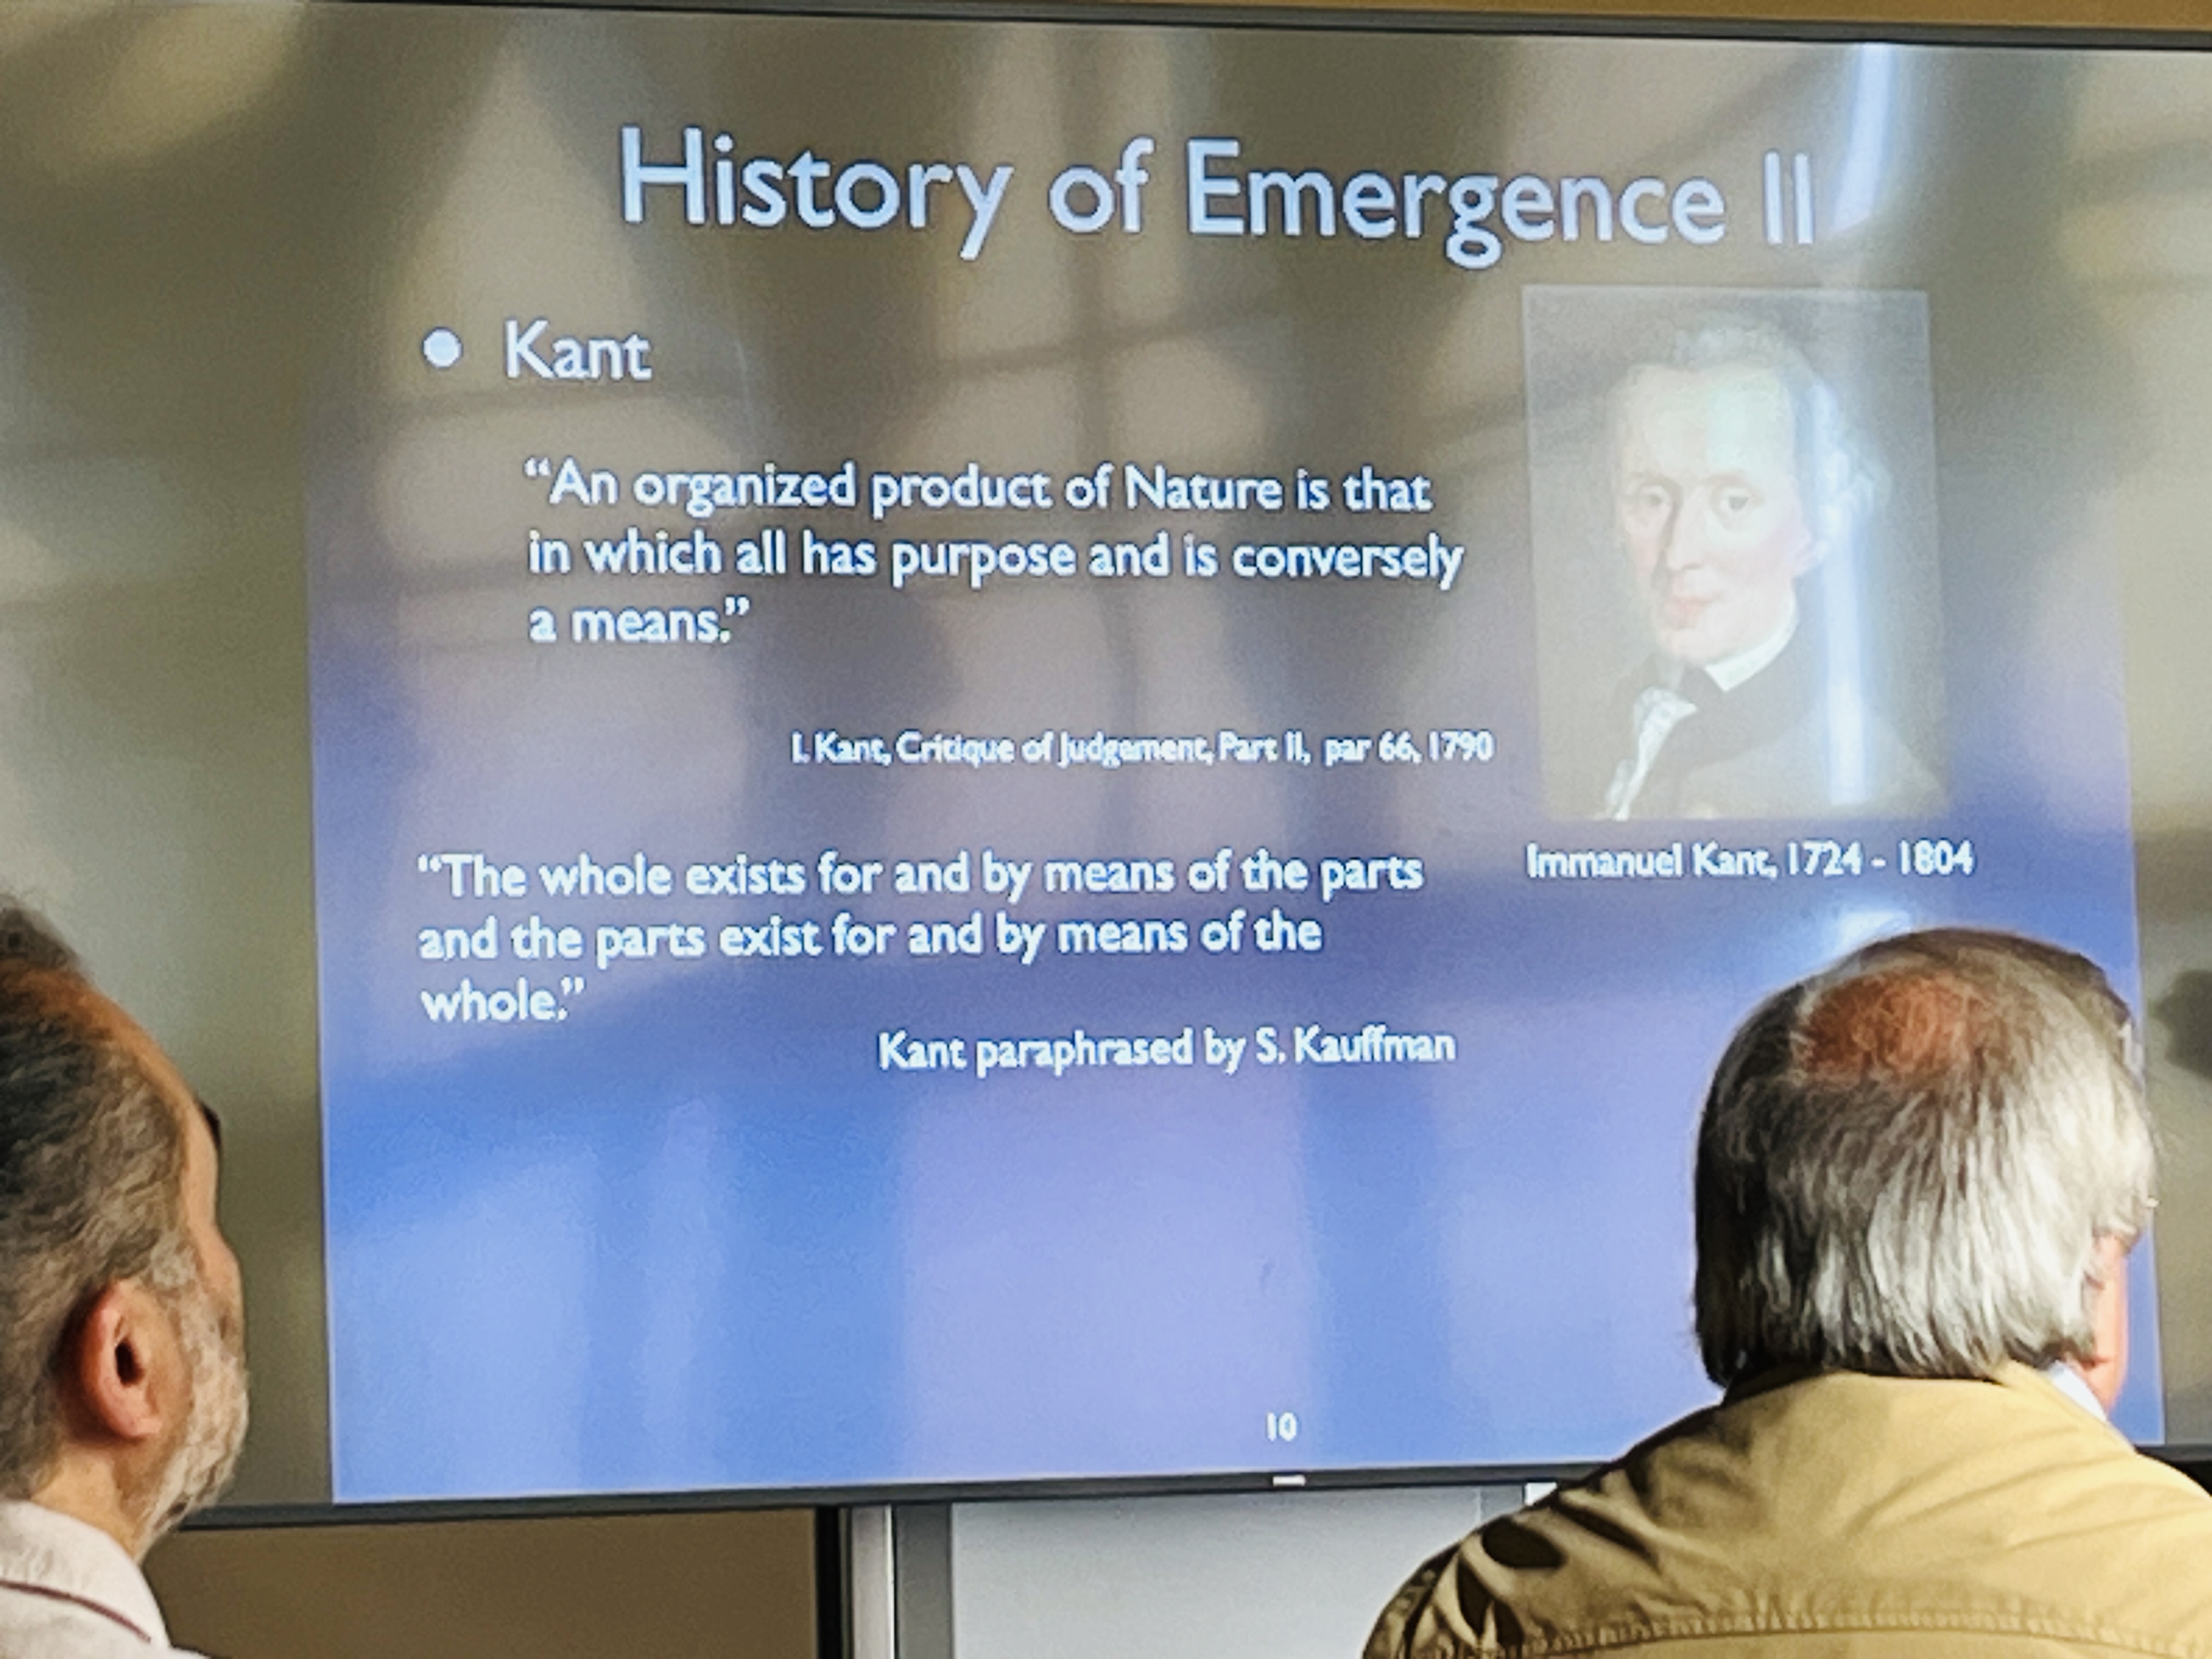 History of Emergence II
• Kant
“An organized product of Nature is that
in which all has purpose and is conversely
a means.”
I. Kant, Critique of Judgement, Part II, par 66, 1790
“The whole exists for and by means of the parts
and the parts exist for and by means of the
whole.”
Kant paraphrased by S. Kauffman
Immanuel Kant, 1724 - 1804
10